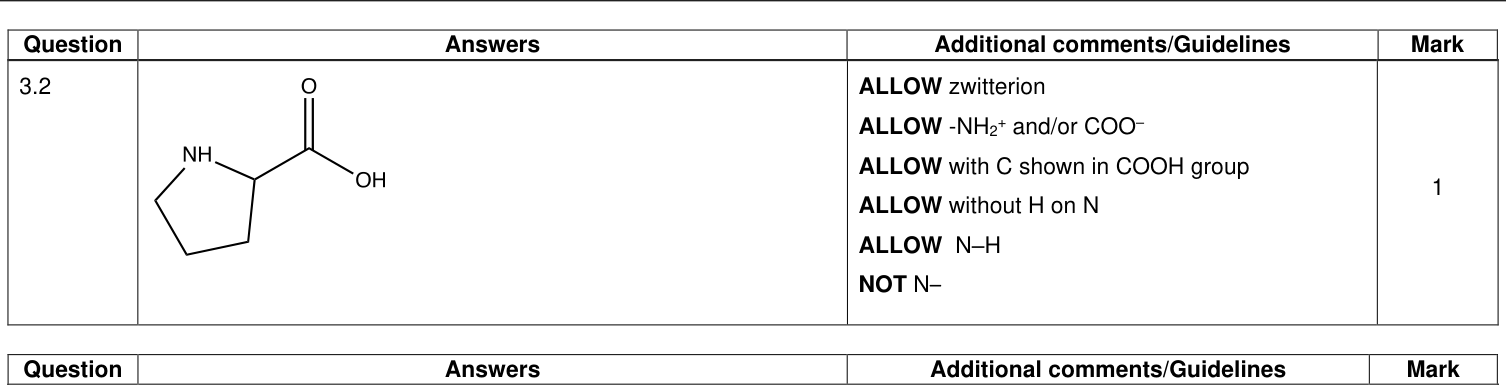 Question Answers Additional comments/Guidelines Mark
3.2
O
NH
OH
ALLOW zwitterion
ALLOW -NH₂⁺ and/or COO⁻
ALLOW with C shown in COOH group
ALLOW without H on N
ALLOW N–H
NOT N–
1
Question Answers Additional comments/Guidelines Mark